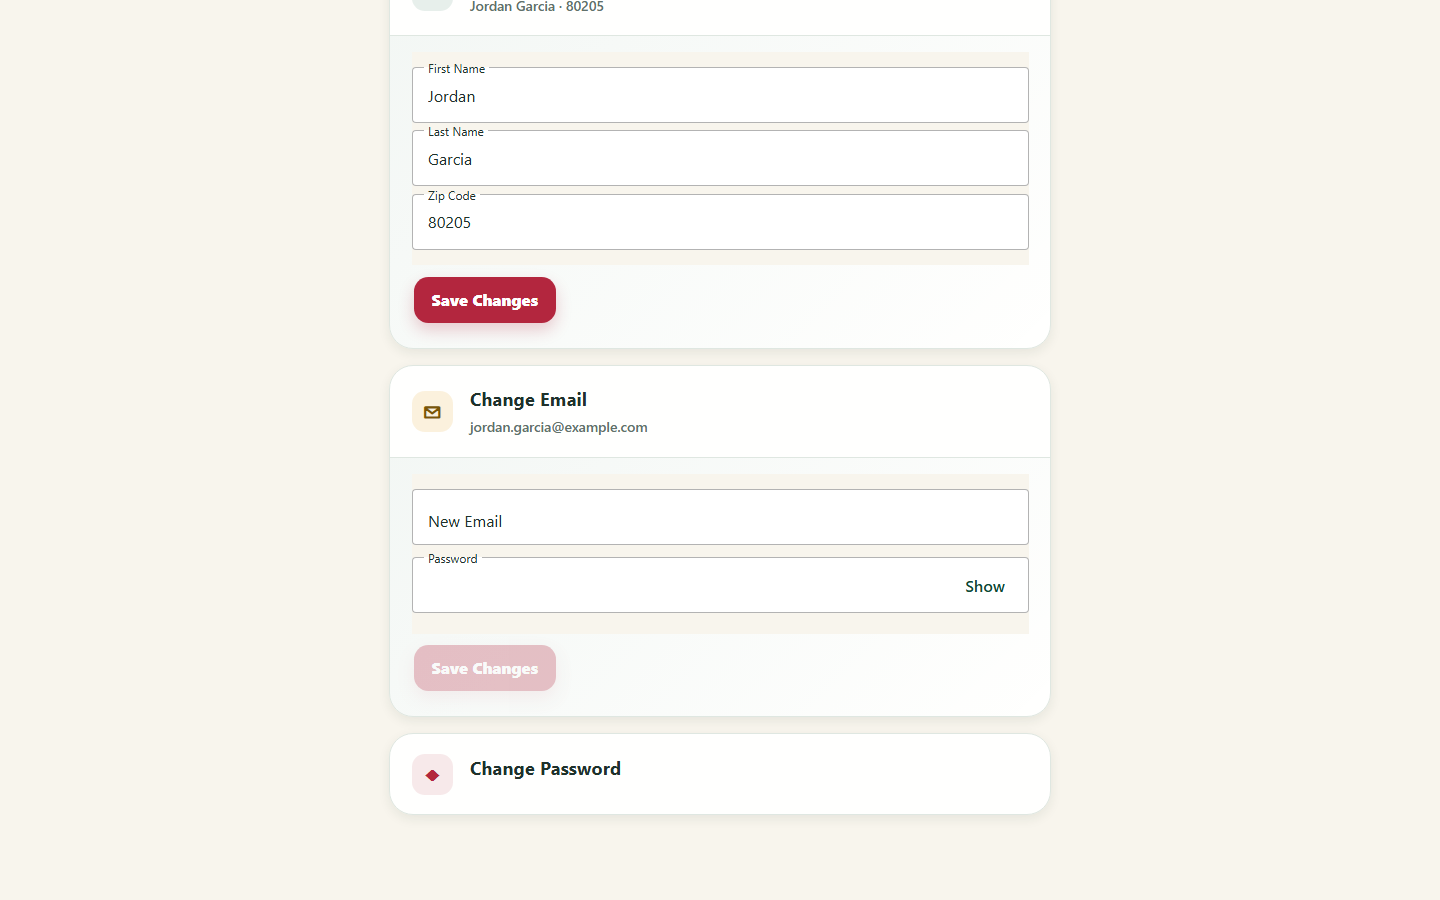 Jordan Garcia · 80205
First Name
Jordan
Last Name
Garcia
Zip Code
80205
Save Changes
Change Email
jordan.garcia@example.com
New Email
Password
Show
Save Changes
Change Password